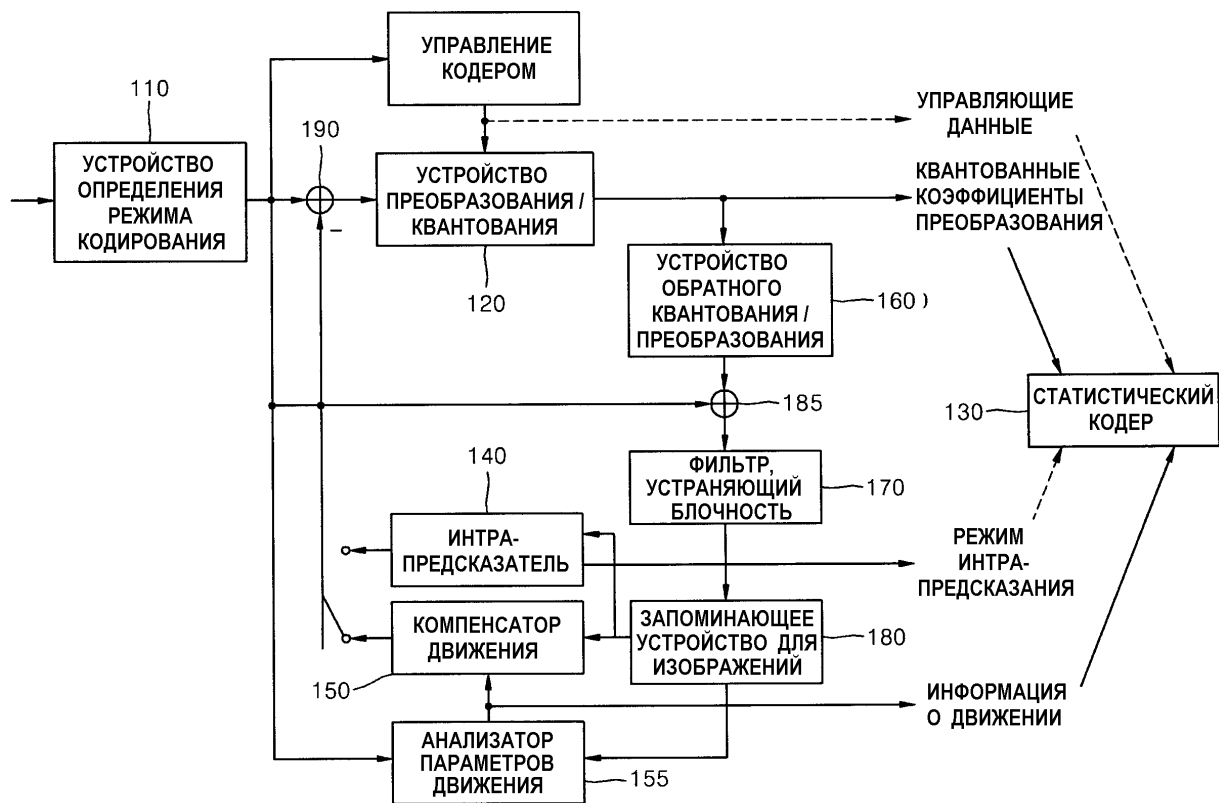 УПРАВЛЕНИЕ
КОДЕРОМ
110
УСТРОЙСТВО
ОПРЕДЕЛЕНИЯ
РЕЖИМА
КОДИРОВАНИЯ
190
–
УСТРОЙСТВО
ПРЕОБРАЗОВАНИЯ /
КВАНТОВАНИЯ
120
УПРАВЛЯЮЩИЕ
ДАННЫЕ
КВАНТОВАННЫЕ
КОЭФФИЦИЕНТЫ
ПРЕОБРАЗОВАНИЯ
УСТРОЙСТВО
ОБРАТНОГО
КВАНТОВАНИЯ /
ПРЕОБРАЗОВАНИЯ
160)
185
130
СТАТИСТИЧЕСКИЙ
КОДЕР
ФИЛЬТР,
УСТРАНЯЮЩИЙ
БЛОЧНОСТЬ
170
140
ИНТРА-
ПРЕДСКАЗАТЕЛЬ
РЕЖИМ
ИНТРА-
ПРЕДСКАЗАНИЯ
КОМПЕНСАТОР
ДВИЖЕНИЯ
150
ЗАПОМИНАЮЩЕЕ
УСТРОЙСТВО ДЛЯ
ИЗОБРАЖЕНИЙ
180
ИНФОРМАЦИЯ
О ДВИЖЕНИИ
АНАЛИЗАТОР
ПАРАМЕТРОВ
ДВИЖЕНИЯ
155